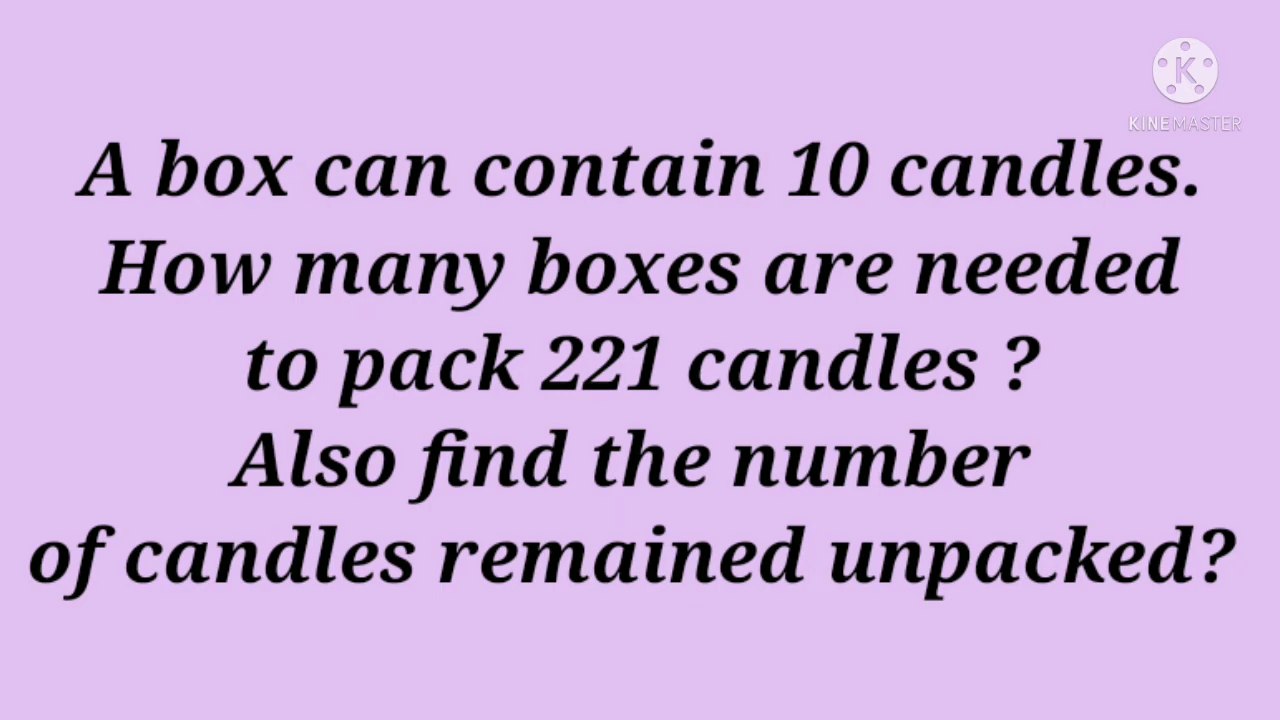 KINEMASTER
A box can contain 10 candles.
How many boxes are needed
to pack 221 candles ?
Also find the number
of candles remained unpacked?